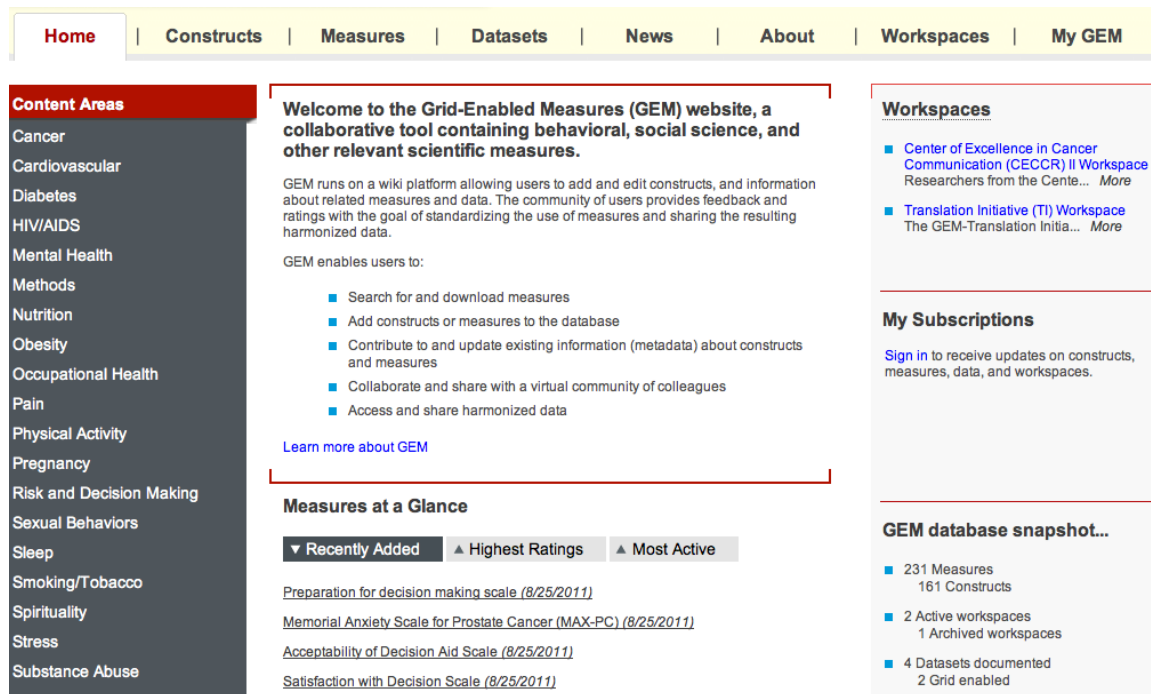 Home | Constructs | Measures | Datasets | News | About | Workspaces | My GEM
Content Areas
Cancer
Cardiovascular
Diabetes
HIV/AIDS
Mental Health
Methods
Nutrition
Obesity
Occupational Health
Pain
Physical Activity
Pregnancy
Risk and Decision Making
Sexual Behaviors
Sleep
Smoking/Tobacco
Spirituality
Stress
Substance Abuse
Welcome to the Grid-Enabled Measures (GEM) website, a
collaborative tool containing behavioral, social science, and
other relevant scientific measures.
GEM runs on a wiki platform allowing users to add and edit constructs, and information
about related measures and data. The community of users provides feedback and
ratings with the goal of standardizing the use of measures and sharing the resulting
harmonized data.
GEM enables users to:
Search for and download measures
Add constructs or measures to the database
Contribute to and update existing information (metadata) about constructs
and measures
Collaborate and share with a virtual community of colleagues
Access and share harmonized data
Learn more about GEM
Measures at a Glance
▼ Recently Added ▲ Highest Ratings ▲ Most Active
Preparation for decision making scale (8/25/2011)
Memorial Anxiety Scale for Prostate Cancer (MAX-PC) (8/25/2011)
Acceptability of Decision Aid Scale (8/25/2011)
Satisfaction with Decision Scale (8/25/2011)
Workspaces
Center of Excellence in Cancer
Communication (CECCR) II Workspace
Researchers from the Cente... More
Translation Initiative (TI) Workspace
The GEM-Translation Initia... More
My Subscriptions
Sign in to receive updates on constructs,
measures, data, and workspaces.
GEM database snapshot...
231 Measures
161 Constructs
2 Active workspaces
1 Archived workspaces
4 Datasets documented
2 Grid enabled